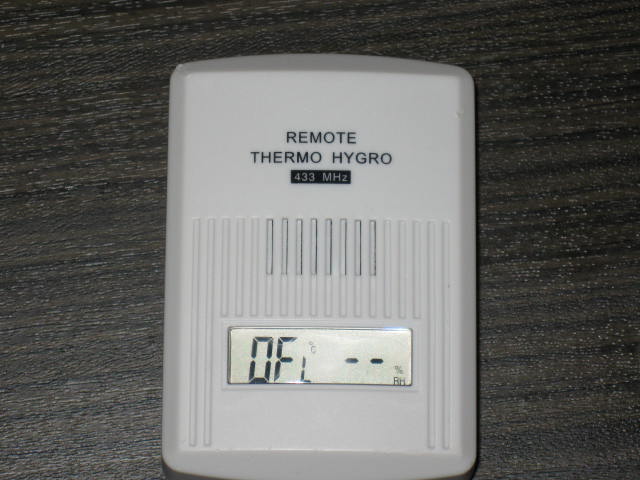 REMOTE
THERMO HYGRO
433 MHz
OFL °C -- %
RH